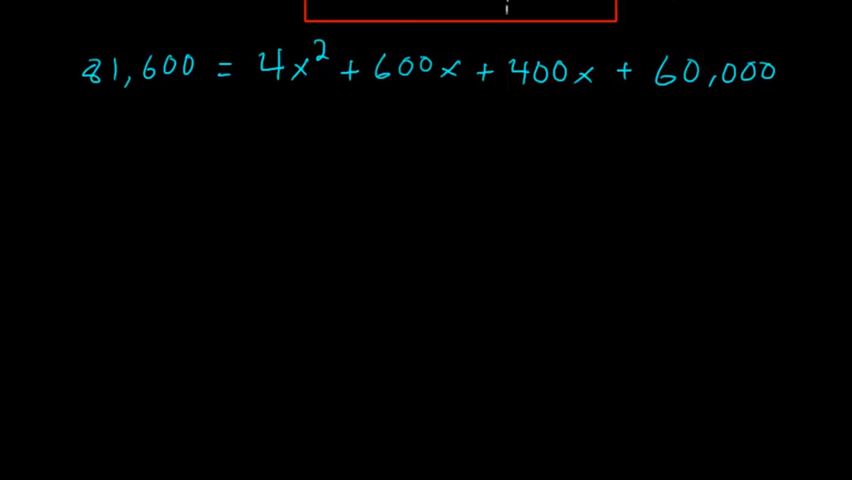 81,600 = 4x² + 600x + 400x + 60,000